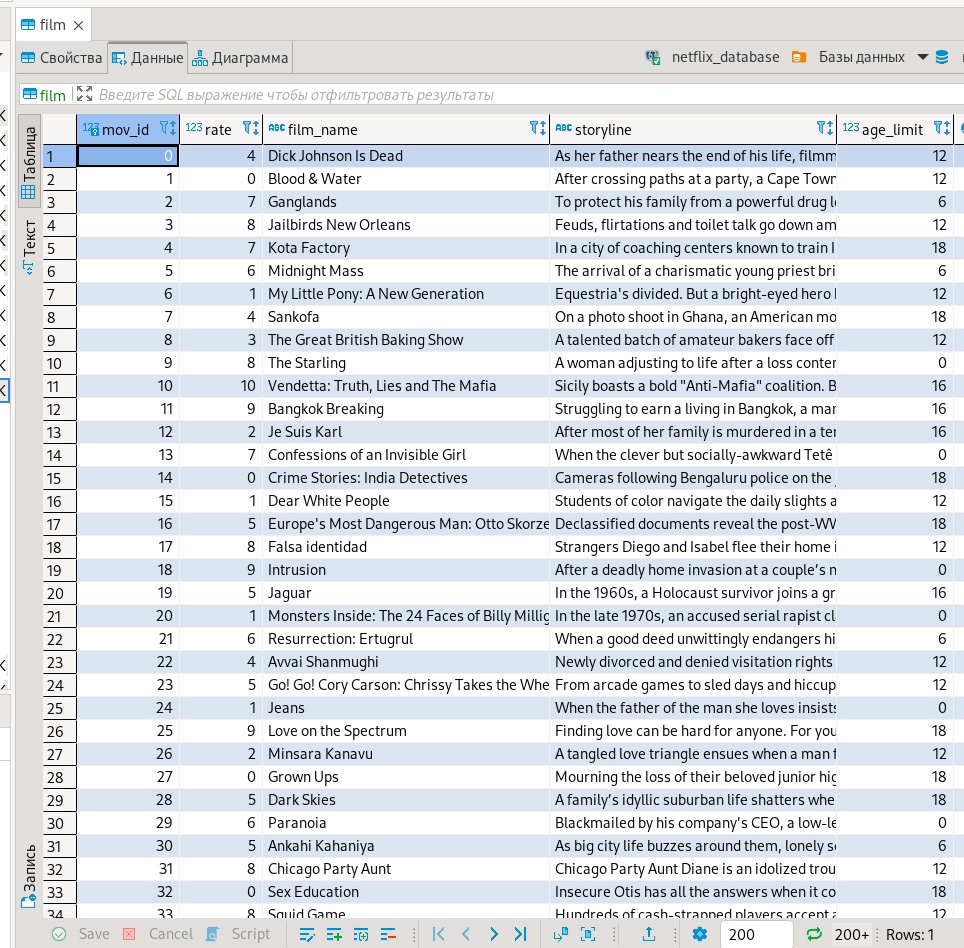 film
Свойства Данные Диаграмма netflix_database Базы данных
film Введите SQL выражение чтобы отфильтровать результаты
Таблица
Текст
Запись
123 mov_id 123 rate ABC film_name ABC storyline 123 age_limit
1 0 4 Dick Johnson Is Dead As her father nears the end of his life, filmm 12
2 1 0 Blood & Water After crossing paths at a party, a Cape Town 12
3 2 7 Ganglands To protect his family from a powerful drug l 6
4 3 8 Jailbirds New Orleans Feuds, flirtations and toilet talk go down am 12
5 4 7 Kota Factory In a city of coaching centers known to train I 18
6 5 6 Midnight Mass The arrival of a charismatic young priest bri 6
7 6 1 My Little Pony: A New Generation Equestria's divided. But a bright-eyed hero 12
8 7 4 Sankofa On a photo shoot in Ghana, an American mo 18
9 8 3 The Great British Baking Show A talented batch of amateur bakers face off 12
10 9 8 The Starling A woman adjusting to life after a loss conter 0
11 10 10 Vendetta: Truth, Lies and The Mafia Sicily boasts a bold "Anti-Mafia" coalition. B 16
12 11 9 Bangkok Breaking Struggling to earn a living in Bangkok, a mar 16
13 12 2 Je Suis Karl After most of her family is murdered in a ter 16
14 13 7 Confessions of an Invisible Girl When the clever but socially-awkward Tetê 0
15 14 0 Crime Stories: India Detectives Cameras following Bengaluru police on the 18
16 15 1 Dear White People Students of color navigate the daily slights a 12
17 16 5 Europe's Most Dangerous Man: Otto Skorze Declassified documents reveal the post-WV 18
18 17 8 Falsa identidad Strangers Diego and Isabel flee their home i 12
19 18 9 Intrusion After a deadly home invasion at a couple’s n 0
20 19 5 Jaguar In the 1960s, a Holocaust survivor joins a gr 16
21 20 1 Monsters Inside: The 24 Faces of Billy Millig In the late 1970s, an accused serial rapist cl 0
22 21 6 Resurrection: Ertugrul When a good deed unwittingly endangers hi 6
23 22 4 Avvai Shanmughi Newly divorced and denied visitation rights 12
24 23 5 Go! Go! Cory Carson: Chrissy Takes the Whe From arcade games to sled days and hiccup 12
25 24 1 Jeans When the father of the man she loves insists 0
26 25 9 Love on the Spectrum Finding love can be hard for anyone. For you 18
27 26 2 Minsara Kanavu A tangled love triangle ensues when a man f 12
28 27 0 Grown Ups Mourning the loss of their beloved junior hig 18
29 28 5 Dark Skies A family’s idyllic suburban life shatters whe 18
30 29 6 Paranoia Blackmailed by his company's CEO, a low-le 0
31 30 5 Ankahi Kahaniya As big city life buzzes around them, lonely s 6
32 31 8 Chicago Party Aunt Chicago Party Aunt Diane is an idolized trou 12
33 32 0 Sex Education Insecure Otis has all the answers when it co 18
34 33 8 Squid Game Hundreds of cash-strapped players accept a 12
Save Cancel Script 200 200+ Rows: 1